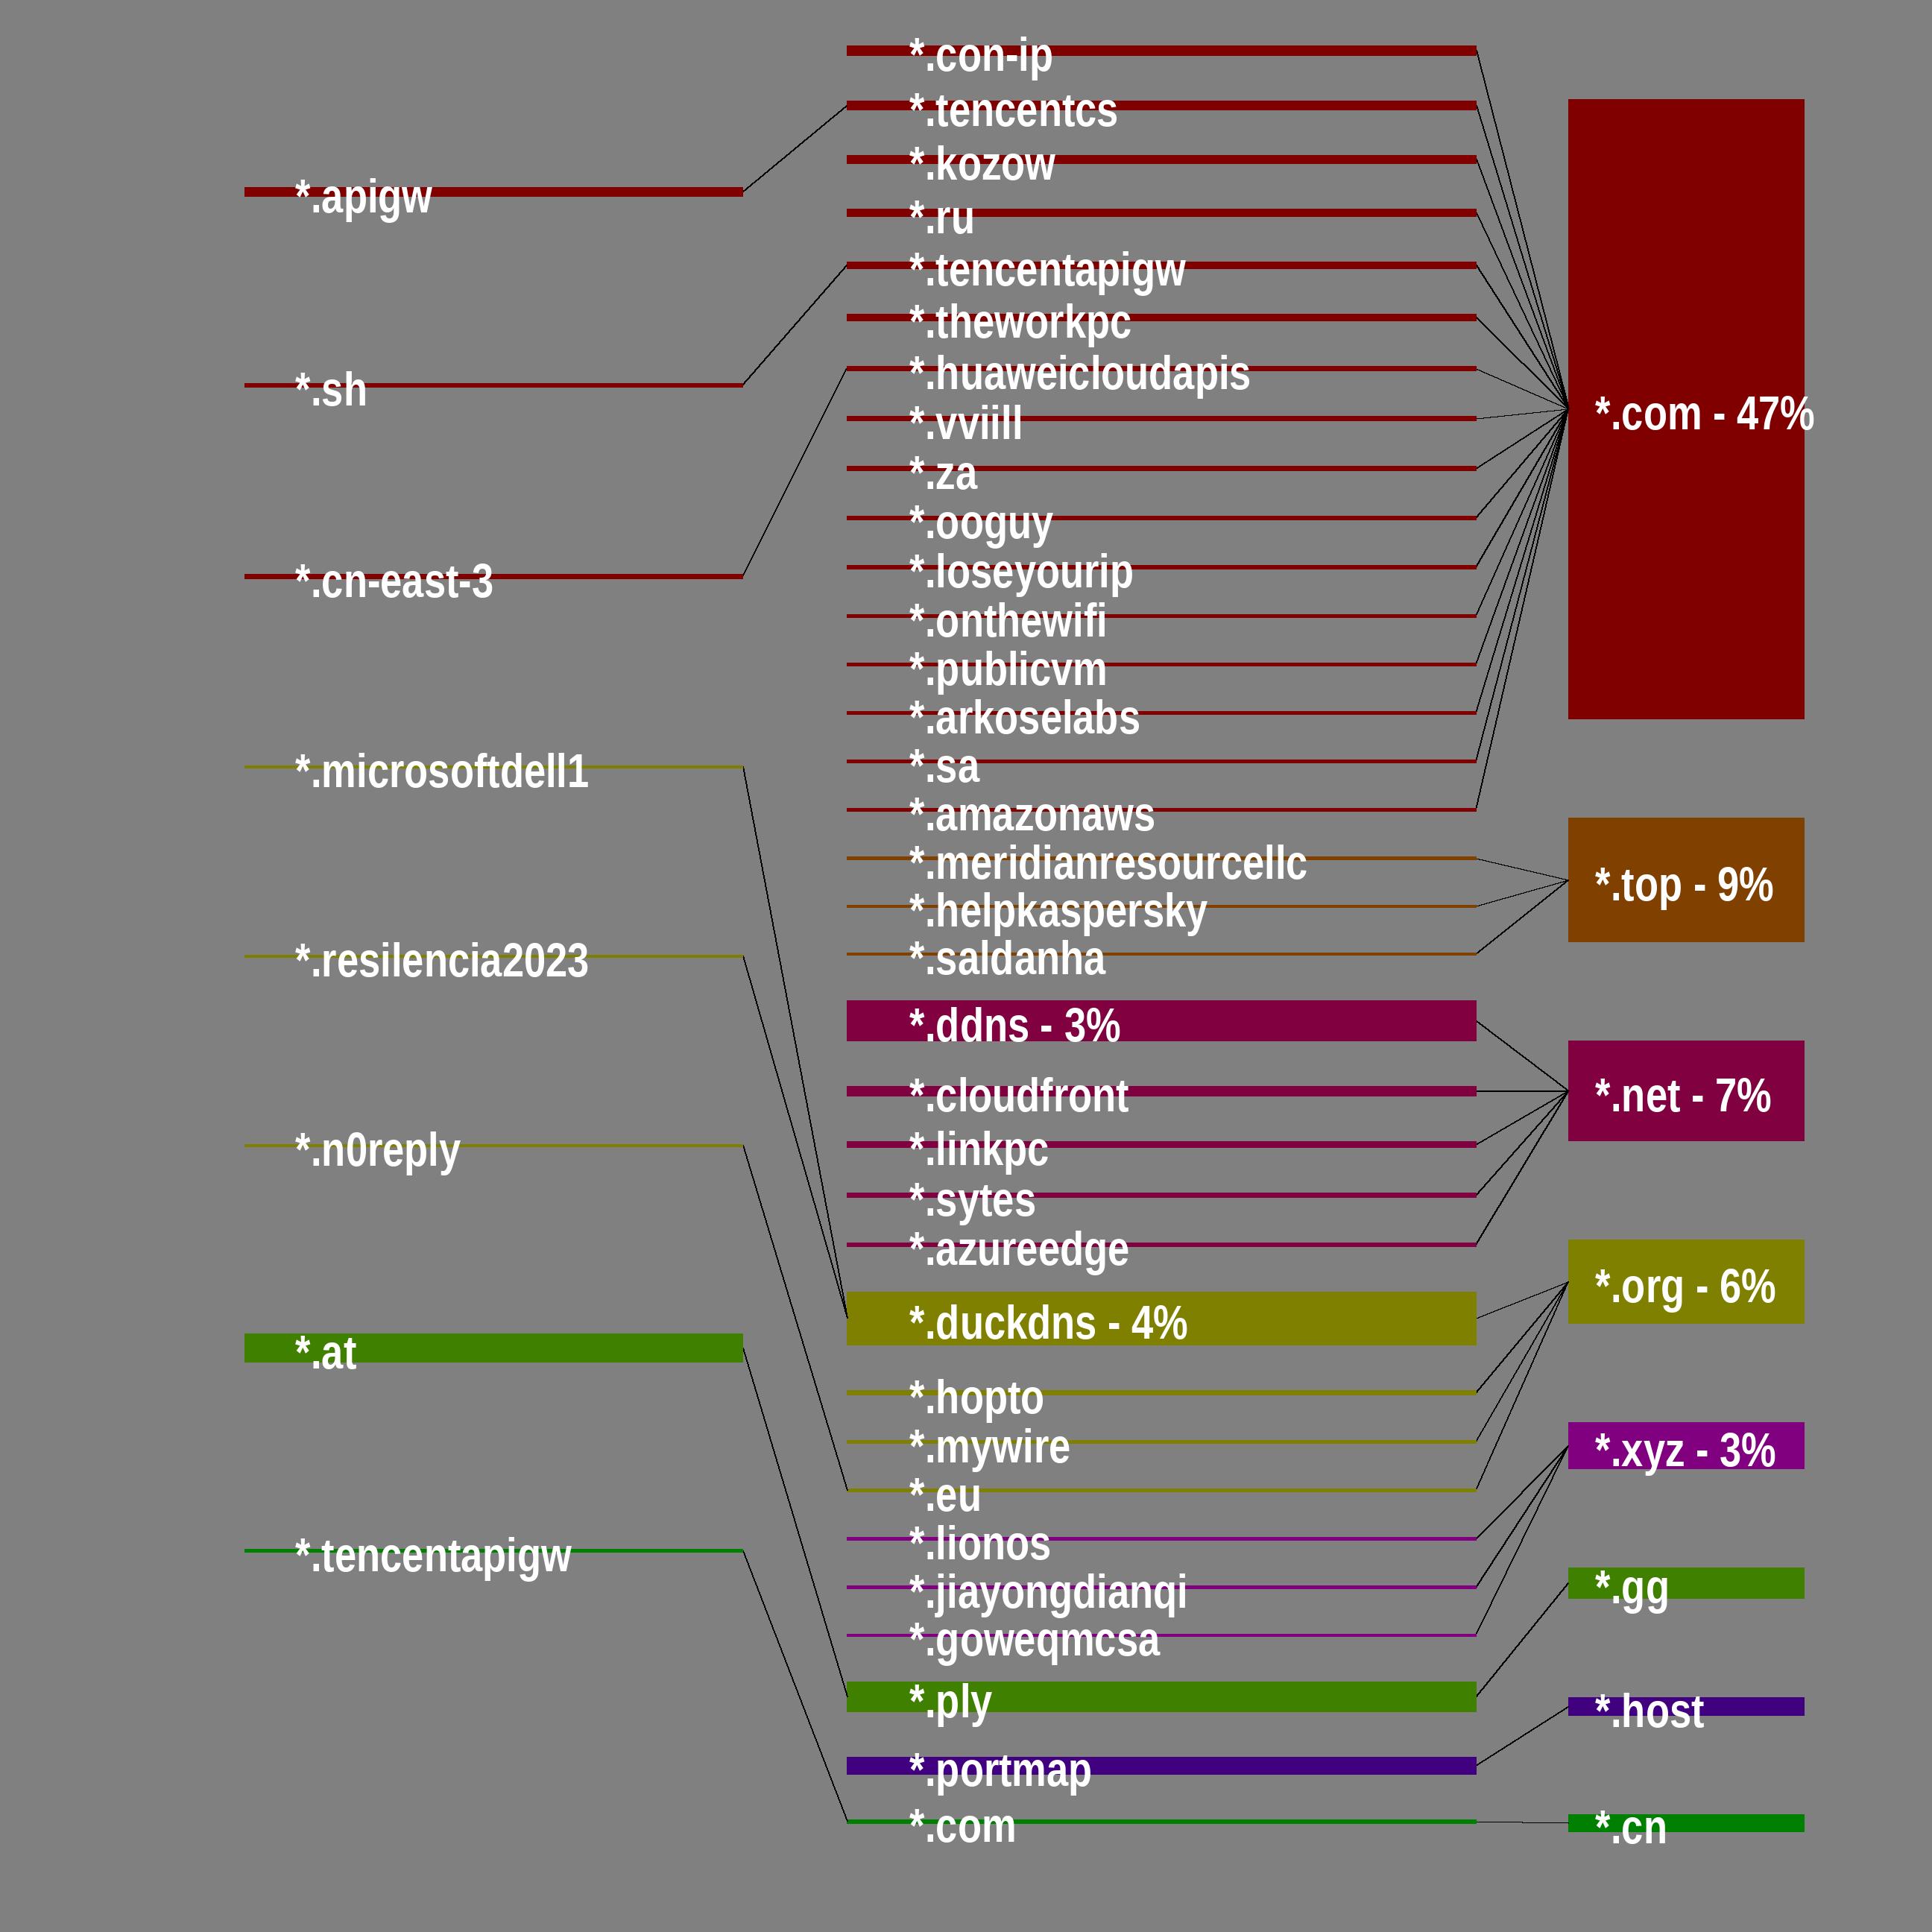 *.apigw
*.sh
*.cn-east-3
*.microsoftdell1
*.resilencia2023
*.n0reply
*.at
*.tencentapigw
*.con-ip
*.tencentcs
*.kozow
*.ru
*.tencentapigw
*.theworkpc
*.huaweicloudapis
*.vviill
*.za
*.ooguy
*.loseyourip
*.onthewifi
*.publicvm
*.arkoselabs
*.sa
*.amazonaws
*.meridianresourcellc
*.helpkaspersky
*.saldanha
*.ddns - 3%
*.cloudfront
*.linkpc
*.sytes
*.azureedge
*.duckdns - 4%
*.hopto
*.mywire
*.eu
*.lionos
*.jiayongdianqi
*.goweqmcsa
*.ply
*.portmap
*.com
*.com - 47%
*.top - 9%
*.net - 7%
*.org - 6%
*.xyz - 3%
*.gg
*.host
*.cn